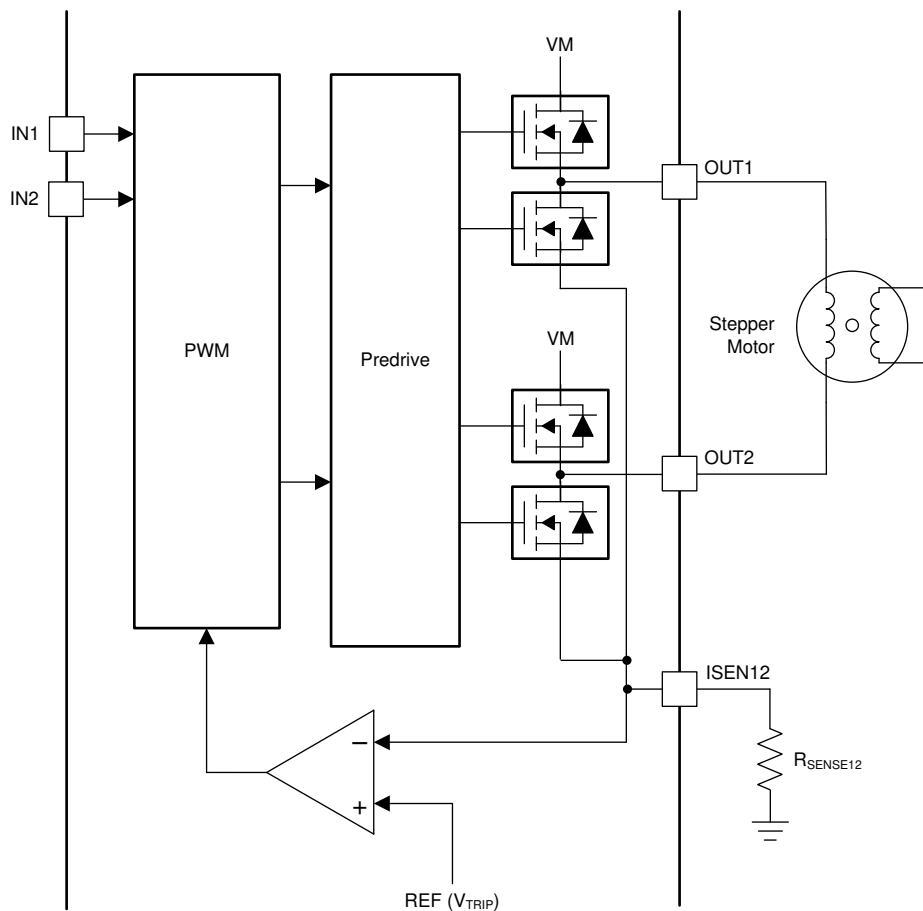 VM
IN1
IN2
OUT1
PWM
Predrive
Stepper
Motor
VM
OUT2
ISEN12
−
+
RSENSE12
REF (VTRIP)